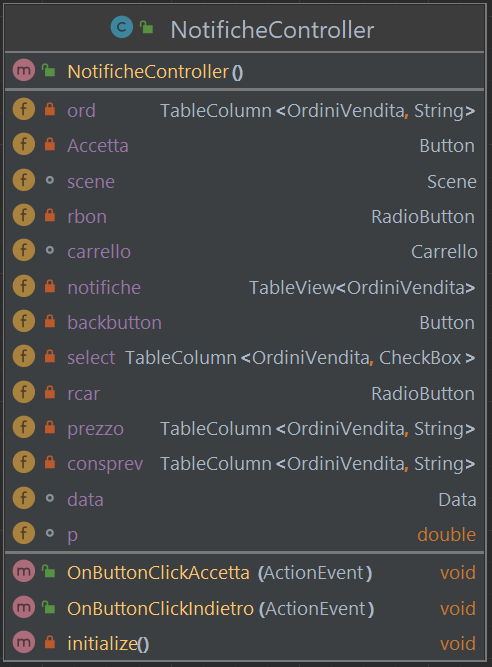 C NotificheController
m NotificheController()
f ord TableColumn<OrdiniVendita, String>
f Accetta Button
f scene Scene
f rbon RadioButton
f carrello Carrello
f notifiche TableView<OrdiniVendita>
f backbutton Button
f select TableColumn<OrdiniVendita, CheckBox>
f rcar RadioButton
f prezzo TableColumn<OrdiniVendita, String>
f consprev TableColumn<OrdiniVendita, String>
f data Data
f p double
m OnButtonClickAccetta(ActionEvent) void
m OnButtonClickIndietro(ActionEvent) void
m initialize() void